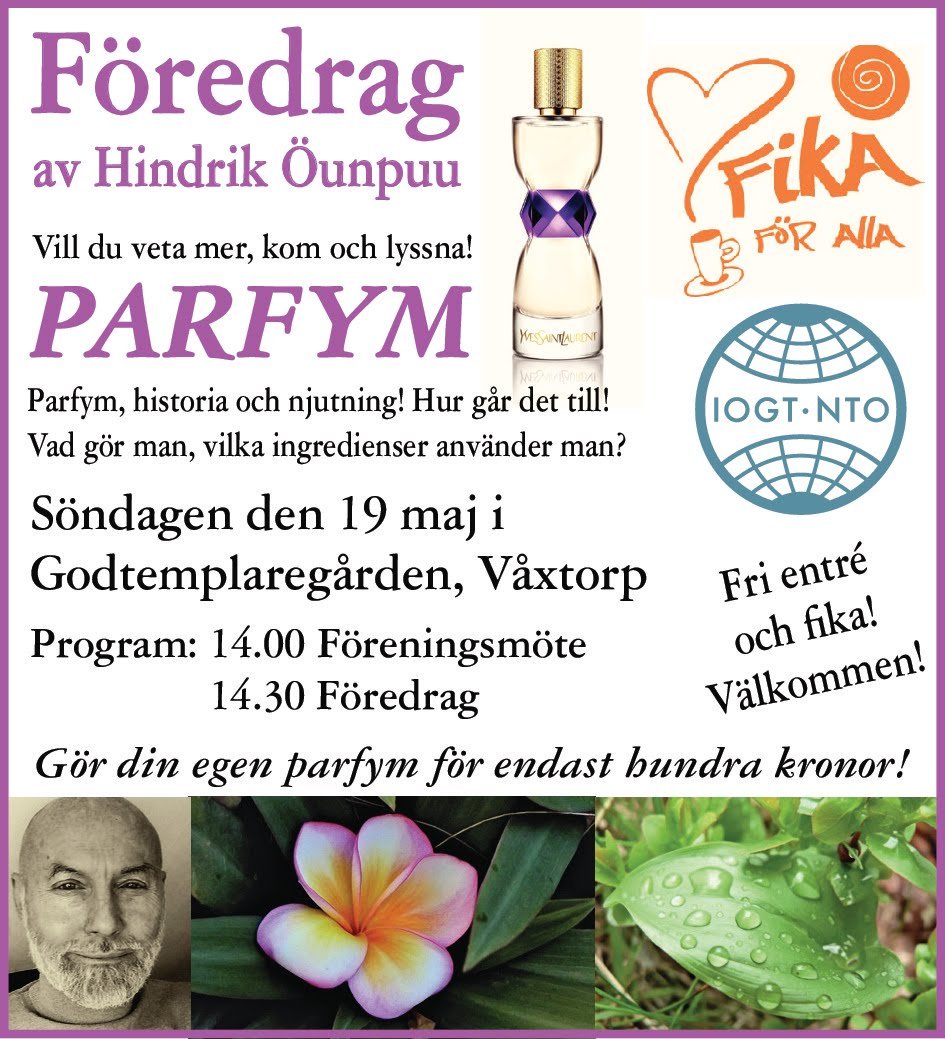 Föredrag
av Hindrik Öunpuu
Vill du veta mer, kom och lyssna!
PARFYM
YVESSAINTLAURENT
FiKA
FÖR ALLA
Parfym, historia och njutning! Hur går det till!
Vad gör man, vilka ingredienser använder man?
IOGT·NTO
Söndagen den 19 maj i
Godtemplaregården, Våxtorp
Program: 14.00 Föreningsmöte
14.30 Föredrag
Fri entré
och fika!
Välkommen!
Gör din egen parfym för endast hundra kronor!